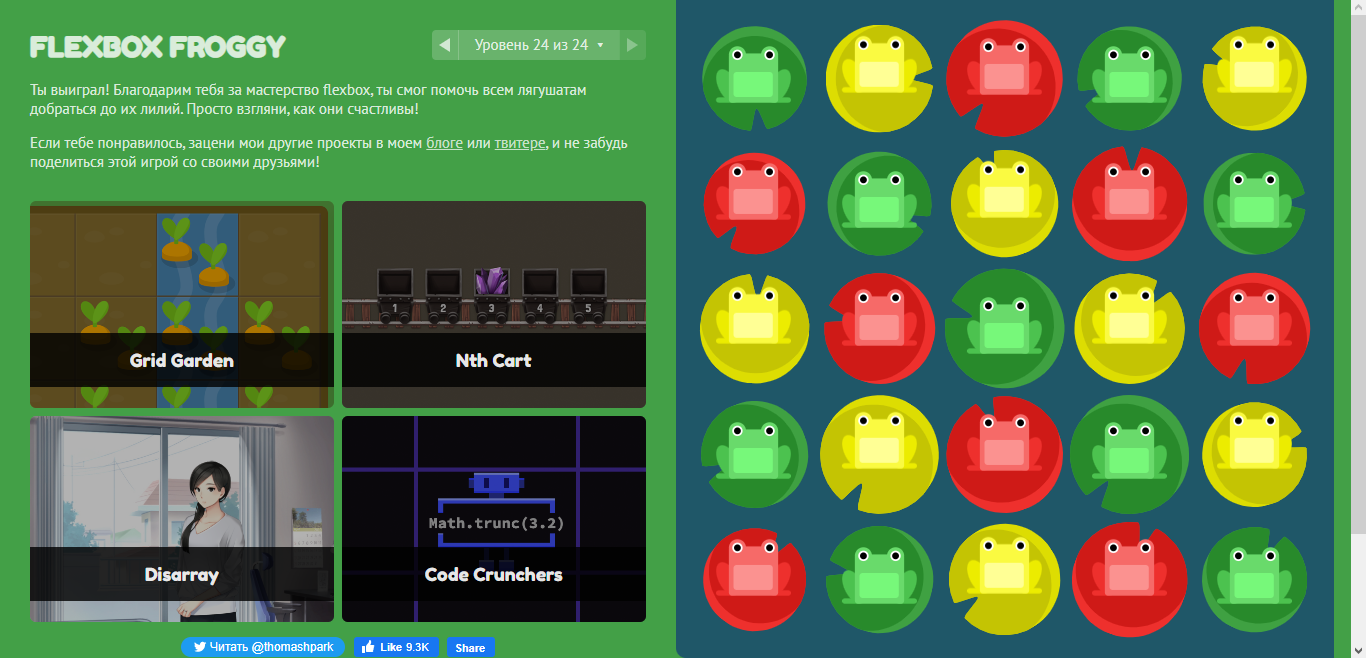 FLEXBOX FROGGY
Уровень 24 из 24
Ты выиграл! Благодарим тебя за мастерство flexbox, ты смог помочь всем лягушатам
добраться до их лилий. Просто взгляни, как они счастливы!
Если тебе понравилось, зацени мои другие проекты в моем блоге или твитере, и не забудь
поделиться этой игрой со своими друзьями!
1 2 3 4 5
Grid Garden
Nth Cart
Math.trunc(3.2)
Disarray
Code Crunchers
Читать @thomashpark
Like 9.3K
Share